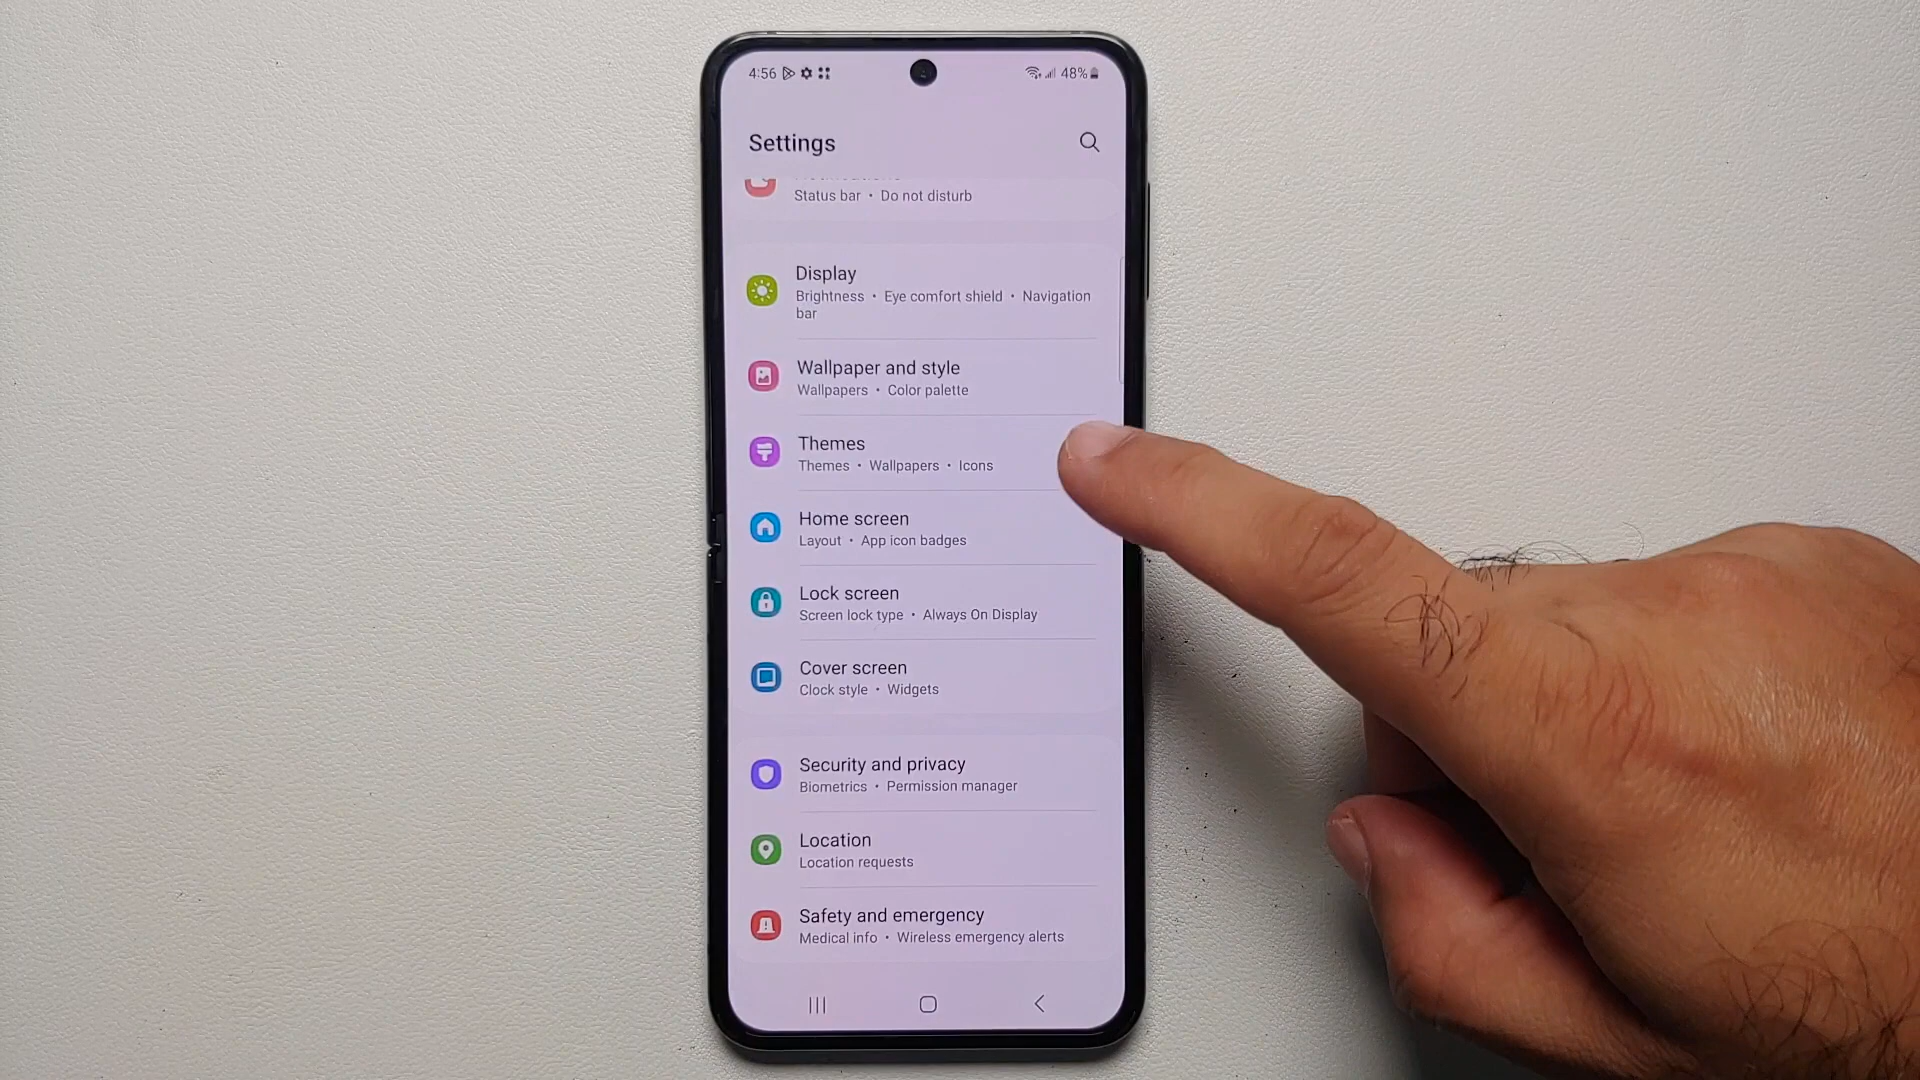 4:56 48%
Settings
Status bar • Do not disturb
Display
Brightness • Eye comfort shield • Navigation
bar
Wallpaper and style
Wallpapers • Color palette
Themes
Themes • Wallpapers • Icons
Home screen
Layout • App icon badges
Lock screen
Screen lock type • Always On Display
Cover screen
Clock style • Widgets
Security and privacy
Biometrics • Permission manager
Location
Location requests
Safety and emergency
Medical info • Wireless emergency alerts